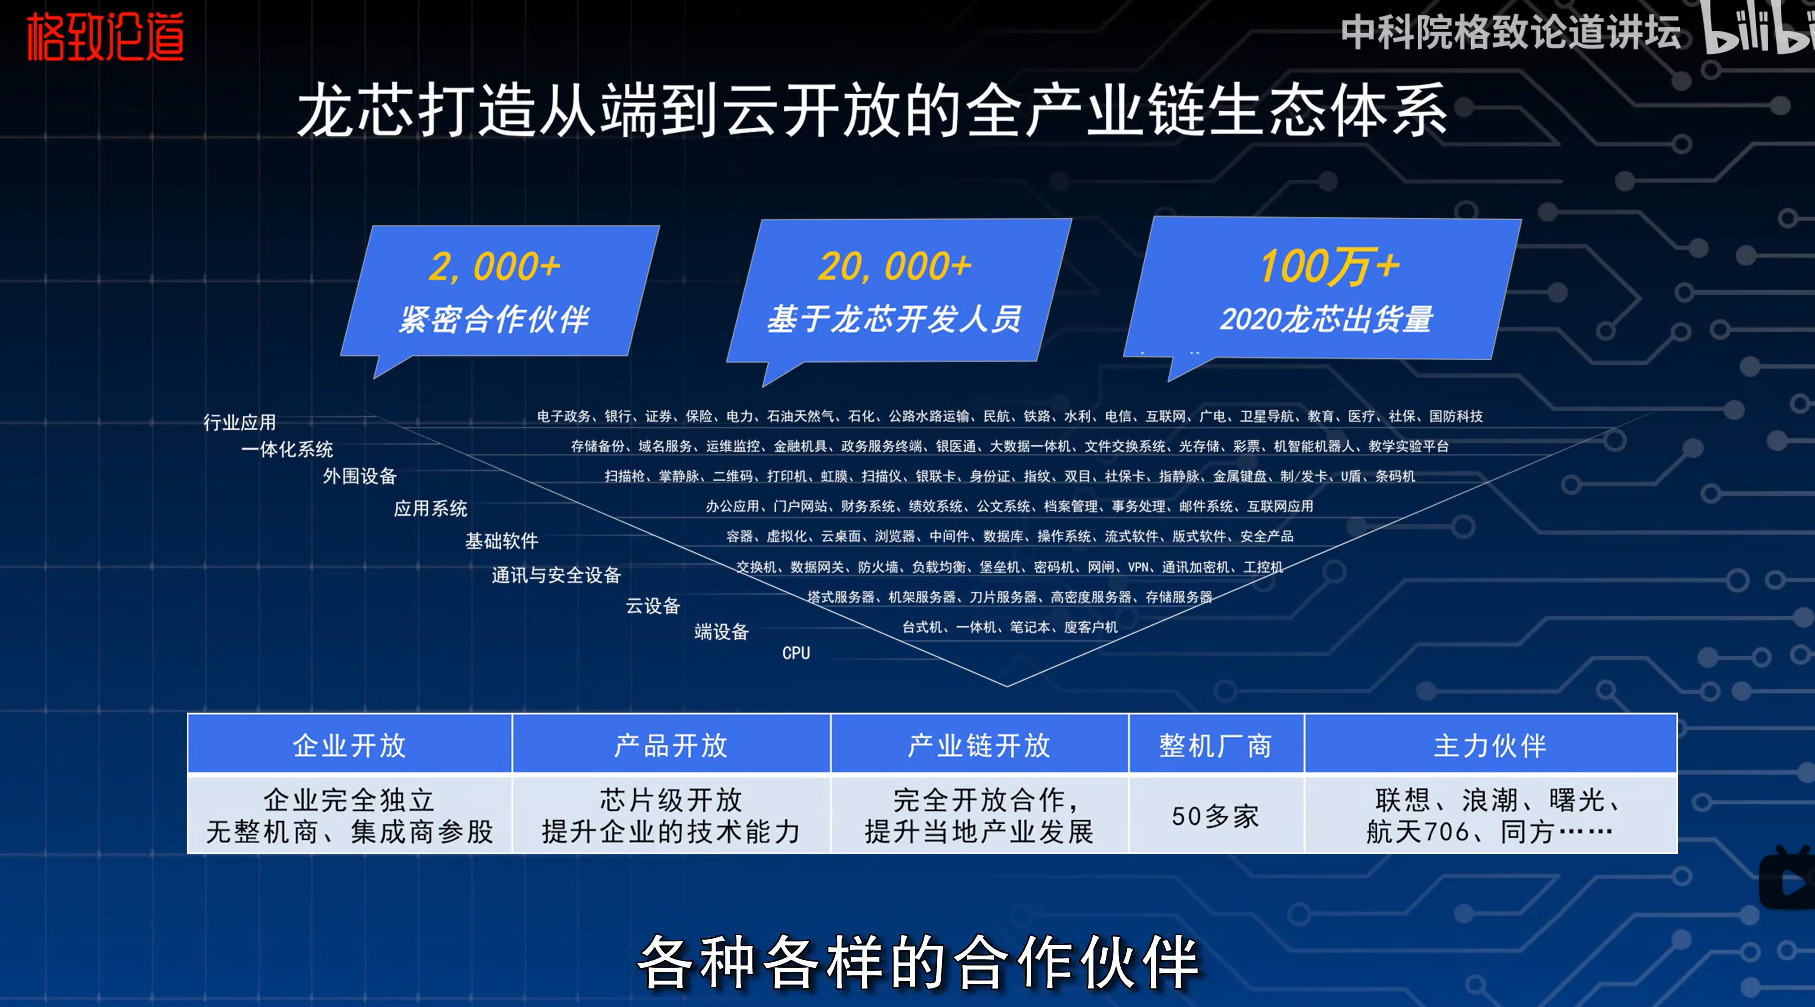 格致论道
中科院格致论道讲坛
龙芯打造从端到云开放的全产业链生态体系
2,000+
紧密合作伙伴
20,000+
基于龙芯开发人员
100万+
2020龙芯出货量
行业应用
电子政务、银行、证券、保险、电力、石油天然气、石化、公路水路运输、民航、铁路、水利、电信、互联网、广电、卫星导航、教育、医疗、社保、国防科技
一体化系统
存储备份、域名服务、运维监控、金融机具、政务服务终端、银医通、大数据一体机、文件交换系统、光存储、彩票、机智能机器人、教学实验平台
外围设备
扫描枪、掌静脉、二维码、打印机、虹膜、扫描仪、银联卡、身份证、指纹、双目、社保卡、指静脉、金属键盘、制/发卡、U盾、条码机
应用系统
办公应用、门户网站、财务系统、绩效系统、公文系统、档案管理、事务处理、邮件系统、互联网应用
基础软件
容器、虚拟化、云桌面、浏览器、中间件、数据库、操作系统、流式软件、版式软件、安全产品
通讯与安全设备
交换机、数据网关、防火墙、负载均衡、堡垒机、密码机、网闸、VPN、通讯加密机、工控机
云设备
塔式服务器、机架服务器、刀片服务器、高密度服务器、存储服务器
端设备
台式机、一体机、笔记本、廋客户机
CPU
企业开放
产品开放
产业链开放
整机厂商
主力伙伴
企业完全独立
无整机商、集成商参股
芯片级开放
提升企业的技术能力
完全开放合作，
提升当地产业发展
50多家
联想、浪潮、曙光、
航天706、同方……
各种各样的合作伙伴